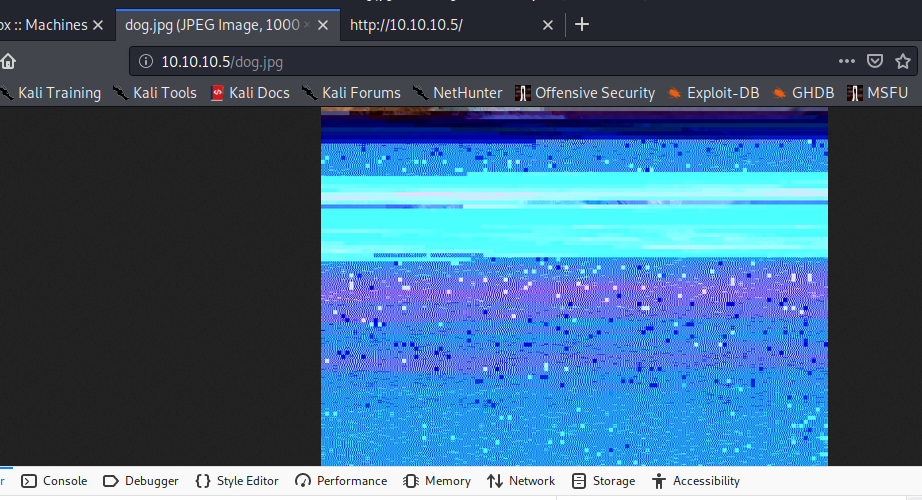 ox :: Machines × dog.jpg (JPEG Image, 1000 × × http://10.10.10.5/ × +
10.10.10.5/dog.jpg
Kali Training Kali Tools Kali Docs Kali Forums NetHunter Offensive Security Exploit-DB GHDB MSFU
r Console Debugger Style Editor Performance Memory Network Storage Accessibility